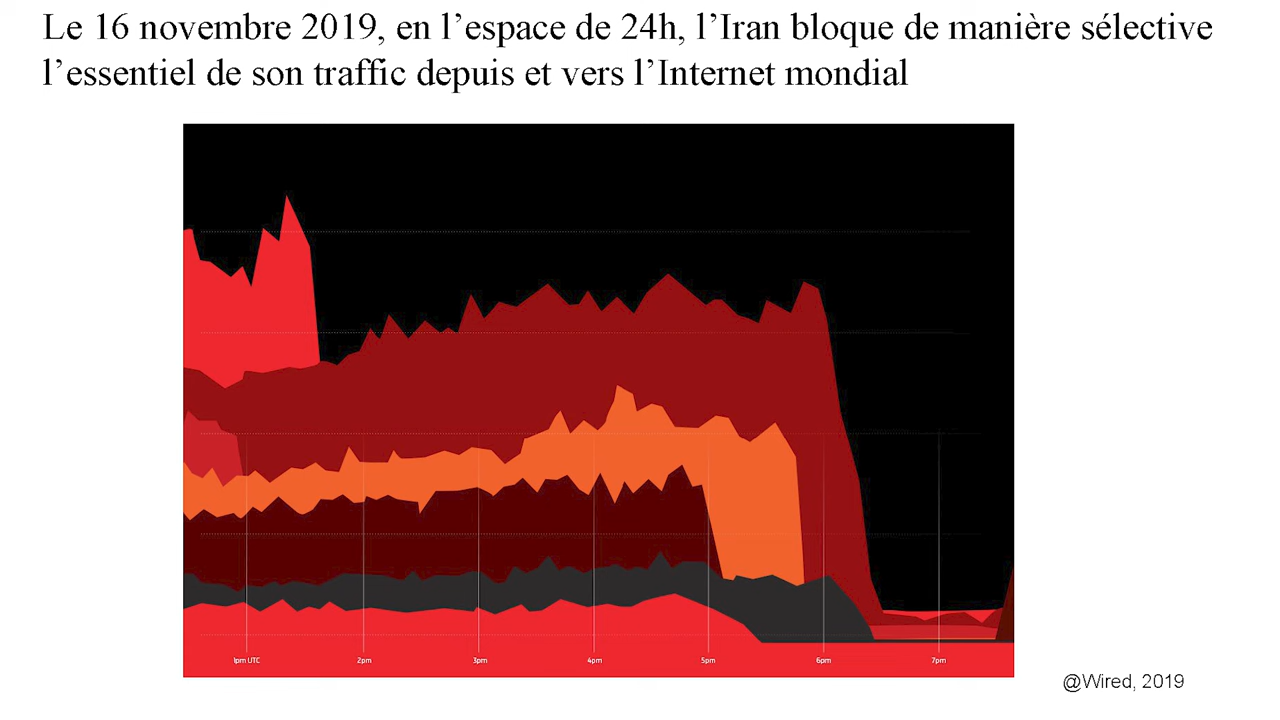 Le 16 novembre 2019, en l’espace de 24h, l’Iran bloque de manière sélective
l’essentiel de son traffic depuis et vers l’Internet mondial
1pm UTC 2pm 3pm 4pm 5pm 6pm 7pm
@Wired, 2019